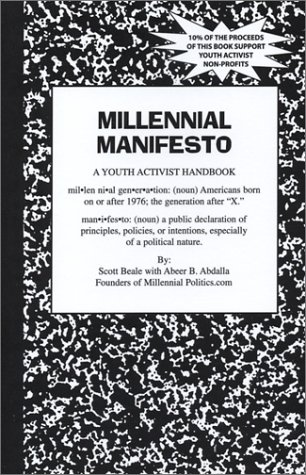 10% OF THE PROCEEDS
OF THIS BOOK SUPPORT
YOUTH ACTIVIST
NON-PROFITS
MILLENNIAL
MANIFESTO
A YOUTH ACTIVIST HANDBOOK
mil•len ni•al gen•er•a•tion: (noun) Americans born
on or after 1976; the generation after “X.”
man•i•fes•to: (noun) a public declaration of
principles, policies, or intentions, especially
of a political nature.
By:
Scott Beale with Abeer B. Abdalla
Founders of Millennial Politics.com